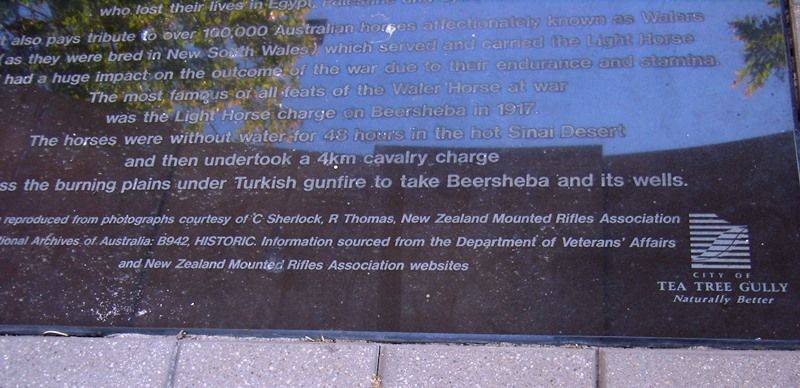 who lost their lives in Egypt, Palestine and
also pays tribute to over 100,000 Australian horses affectionately known as Walers
(as they were bred in New South Wales) which served and carried the Light Horse
had a huge impact on the outcome of the war due to their endurance and stamina.
The most famous of all feats of the Waler Horse at war
was the Light Horse charge on Beersheba in 1917.
The horses were without water for 48 hours in the hot Sinai Desert
and then undertook a 4km cavalry charge
ss the burning plains under Turkish gunfire to take Beersheba and its wells.
reproduced from photographs courtesy of C Sherlock, R Thomas, New Zealand Mounted Rifles Association
tional Archives of Australia: B942, HISTORIC. Information sourced from the Department of Veterans' Affairs
and New Zealand Mounted Rifles Association websites
CITY OF
TEA TREE GULLY
Naturally Better